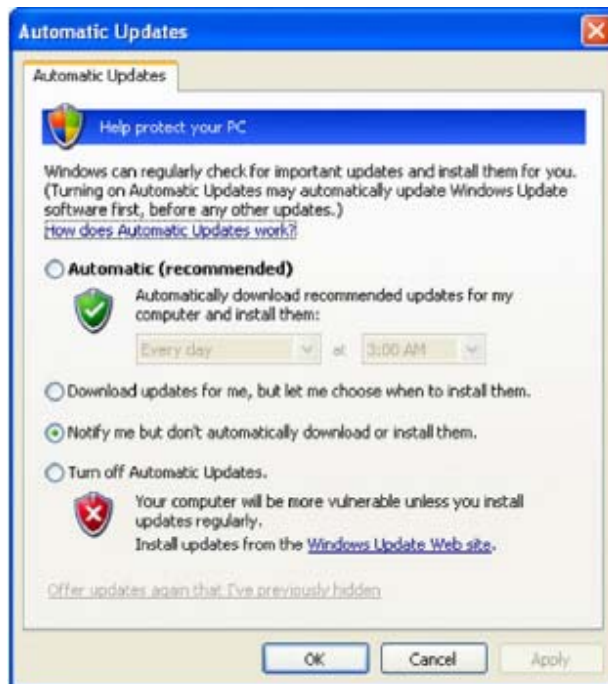 Automatic Updates
Automatic Updates
Help protect your PC
Windows can regularly check for important updates and install them for you.
(Turning on Automatic Updates may automatically update Windows Update
software first, before any other updates.)
How does Automatic Updates work?
Automatic (recommended)
Automatically download recommended updates for my
computer and install them:
Every day at 3:00 AM
Download updates for me, but let me choose when to install them.
Notify me but don't automatically download or install them.
Turn off Automatic Updates.
Your computer will be more vulnerable unless you install
updates regularly.
Install updates from the Windows Update Web site.
Offer updates again that I've previously hidden
OK Cancel Apply